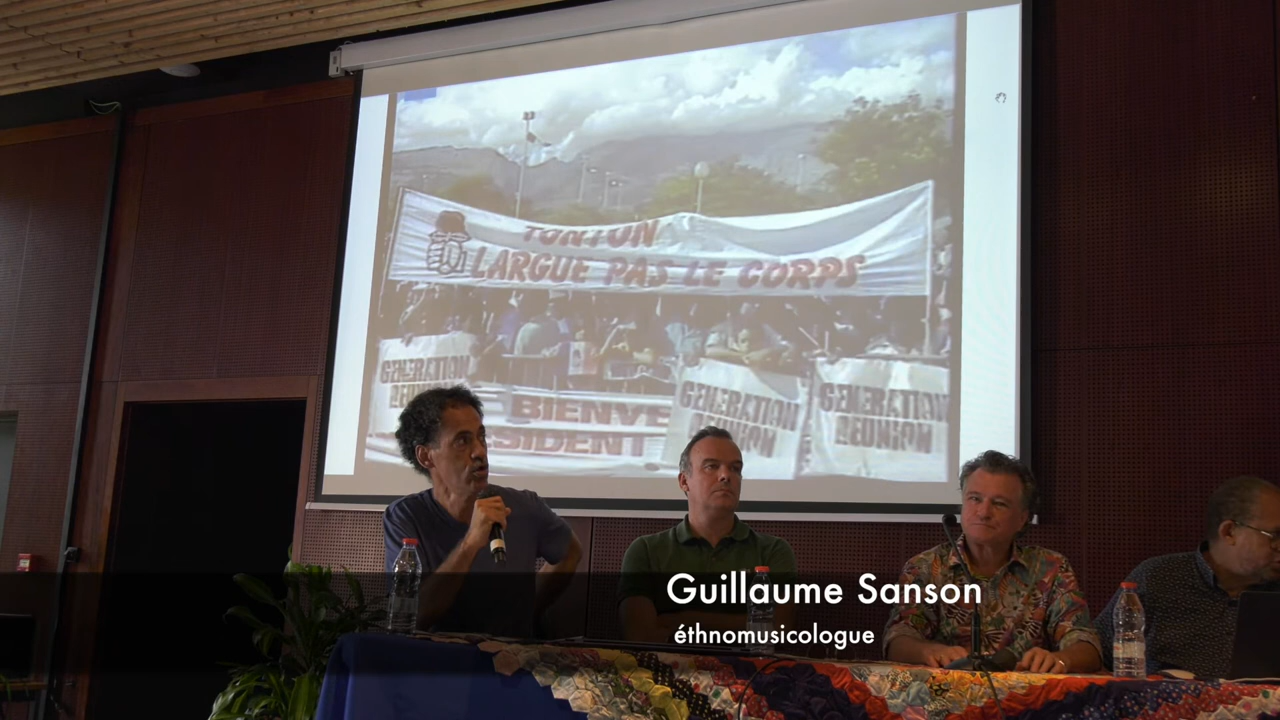 TONTON
LARGUE PAS LE CORPS
GENERATION
REUNION
BIENVE
SIDENT
GENERATION
REUNION
GENERATION
REUNION
Guillaume Sanson
éthnomusicologue